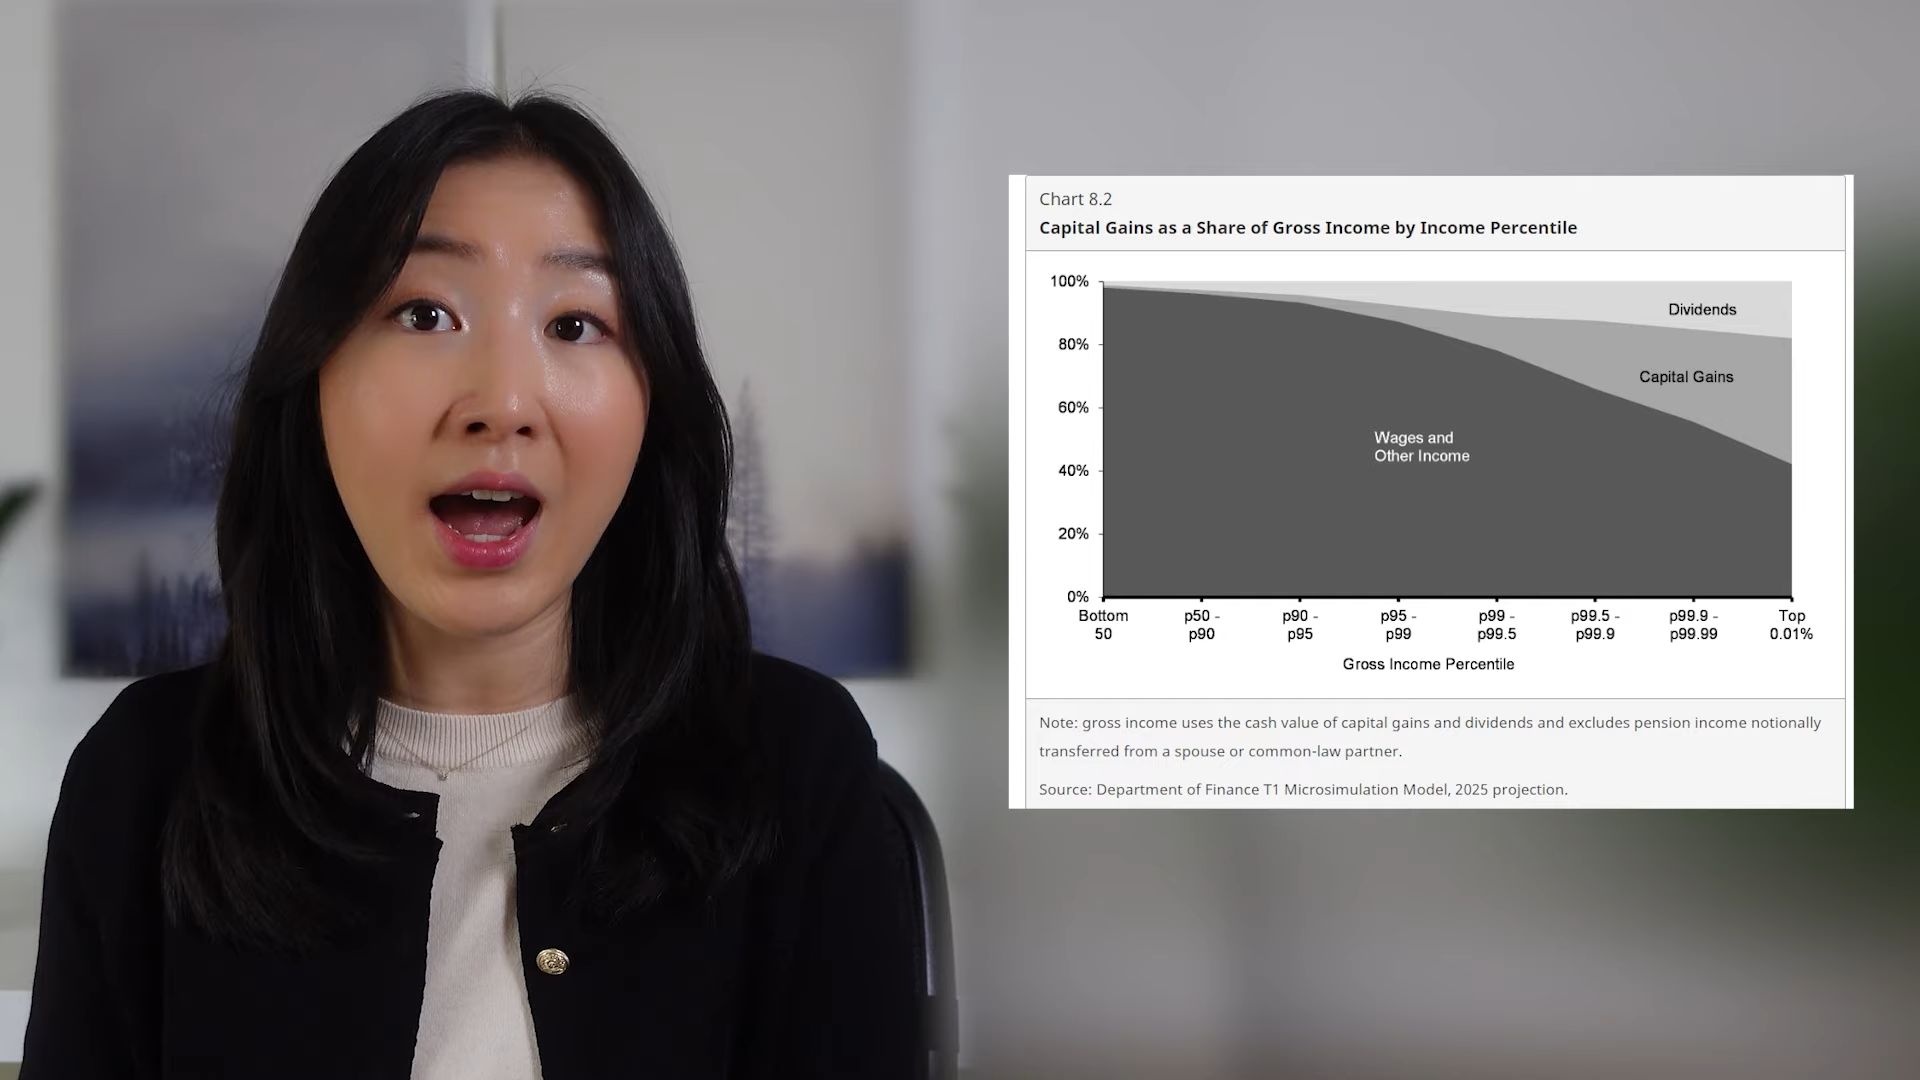 Chart 8.2
Capital Gains as a Share of Gross Income by Income Percentile
100%
80%
60%
40%
20%
0%
Dividends
Capital Gains
Wages and
Other Income
Bottom
50
p50 -
p90
p90 -
p95
p95 -
p99
p99 -
p99.5
p99.5 -
p99.9
p99.9 -
p99.99
Top
0.01%
Gross Income Percentile
Note: gross income uses the cash value of capital gains and dividends and excludes pension income notionally
transferred from a spouse or common-law partner.
Source: Department of Finance T1 Microsimulation Model, 2025 projection.